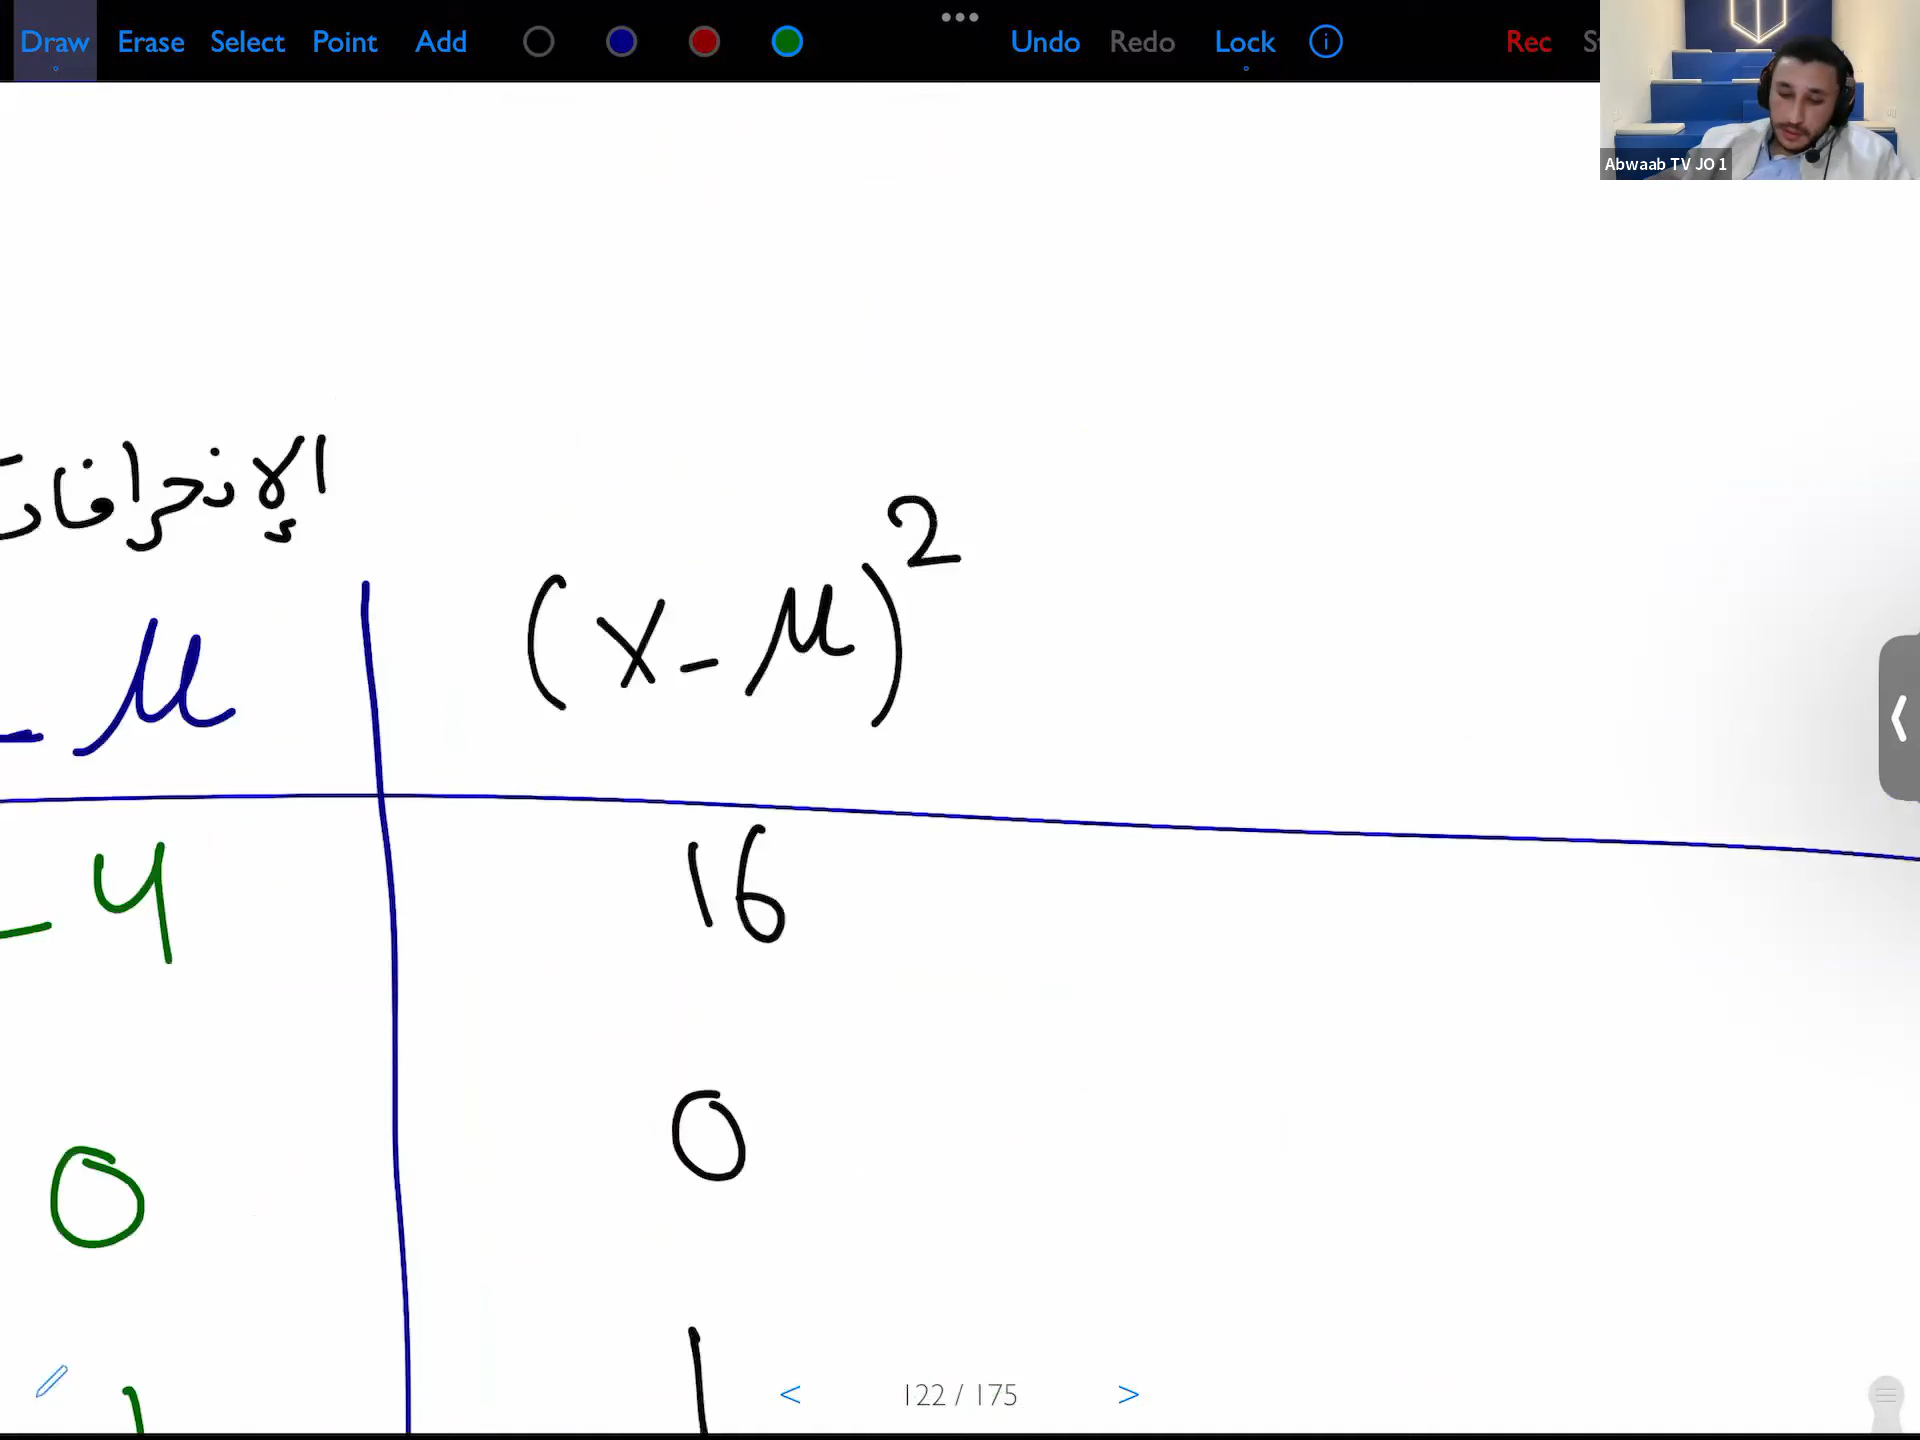 Draw Erase Select Point Add Undo Redo Lock Rec
Abwaab TV JO 1
الإنحرافات
- μ (x - μ)²
- 4 16
0 0
1 1
122 / 175